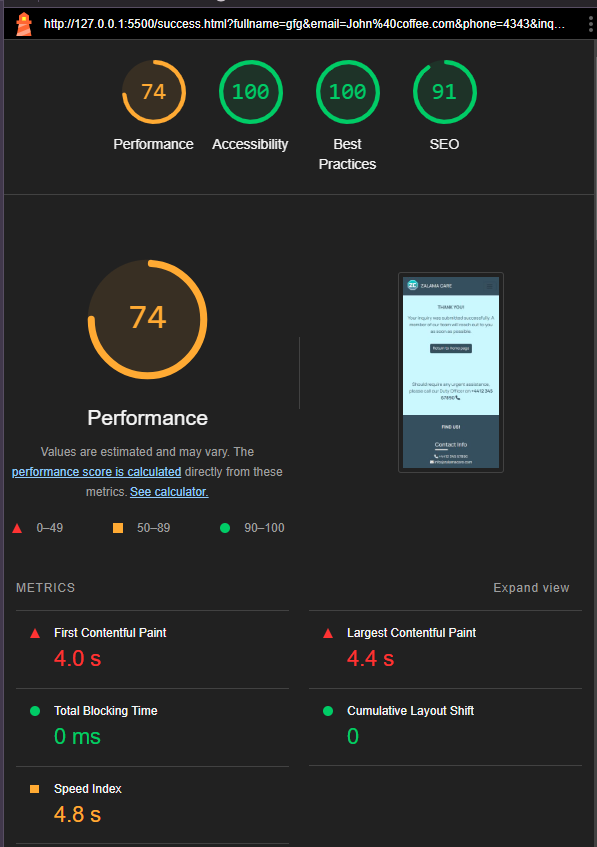 http://127.0.0.1:5500/success.html?fullname=gfg&email=John%40coffee.com&phone=4343&inq...
74
100
100
91
Performance
Accessibility
Best
Practices
SEO
74
Performance
Values are estimated and may vary. The
performance score is calculated directly from these
metrics. See calculator.
0–49
50–89
90–100
ZALAMA CARE
THANK YOU!
Your inquiry was submitted successfully. A
member of our team will reach out to you
as soon as possible.
Return to home page
Should require any urgent assistance,
please call our Duty Officer on +4412 345
67890
FIND US!
Contact Info
METRICS
Expand view
First Contentful Paint
4.0 s
Largest Contentful Paint
4.4 s
Total Blocking Time
0 ms
Cumulative Layout Shift
0
Speed Index
4.8 s